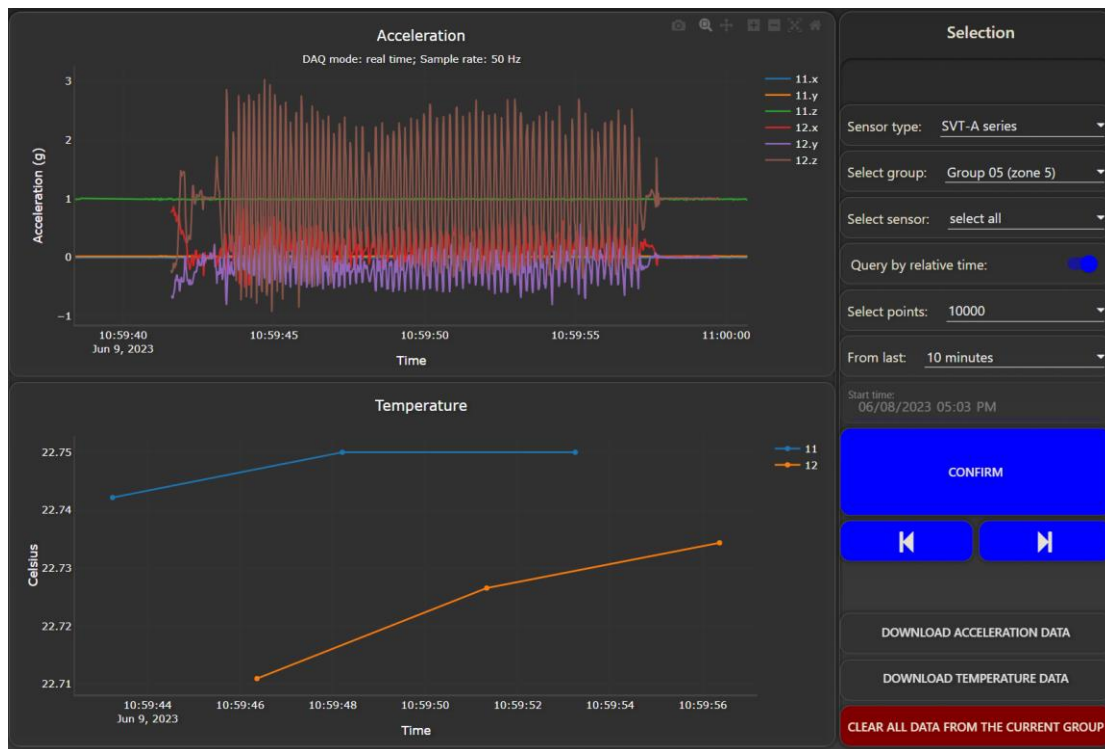 Acceleration
DAQ mode: real time; Sample rate: 50 Hz
11.x
11.y
11.z
12.x
12.y
12.z
Acceleration (g)
3
2
1
0
−1
10:59:40
10:59:45
10:59:50
10:59:55
11:00:00
Jun 9, 2023
Time
Temperature
11
12
Celsius
22.75
22.74
22.73
22.72
22.71
10:59:44
10:59:46
10:59:48
10:59:50
10:59:52
10:59:54
10:59:56
Jun 9, 2023
Time
Selection
Sensor type: SVT-A series
Select group: Group 05 (zone 5)
Select sensor: select all
Query by relative time:
Select points: 10000
From last: 10 minutes
Start time:
06/08/2023 05:03 PM
CONFIRM
DOWNLOAD ACCELERATION DATA
DOWNLOAD TEMPERATURE DATA
CLEAR ALL DATA FROM THE CURRENT GROUP